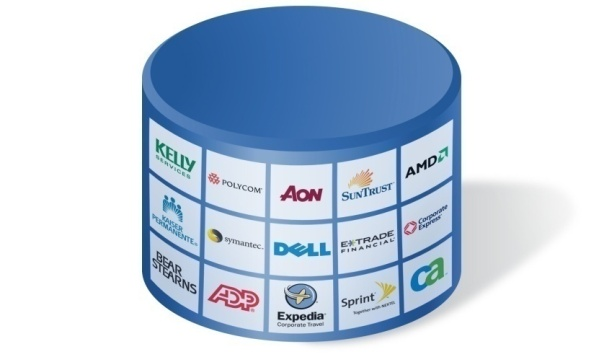 KELLY
SERVICES
POLYCOM®
AON
SUNTRUST
AMD
KAISER
PERMANENTE®
symantec.
DELL
E*TRADE
FINANCIAL®
Corporate
Express®
BEAR
STEARNS
ADP
Expedia®
Corporate Travel
Sprint
Together with NEXTEL
ca